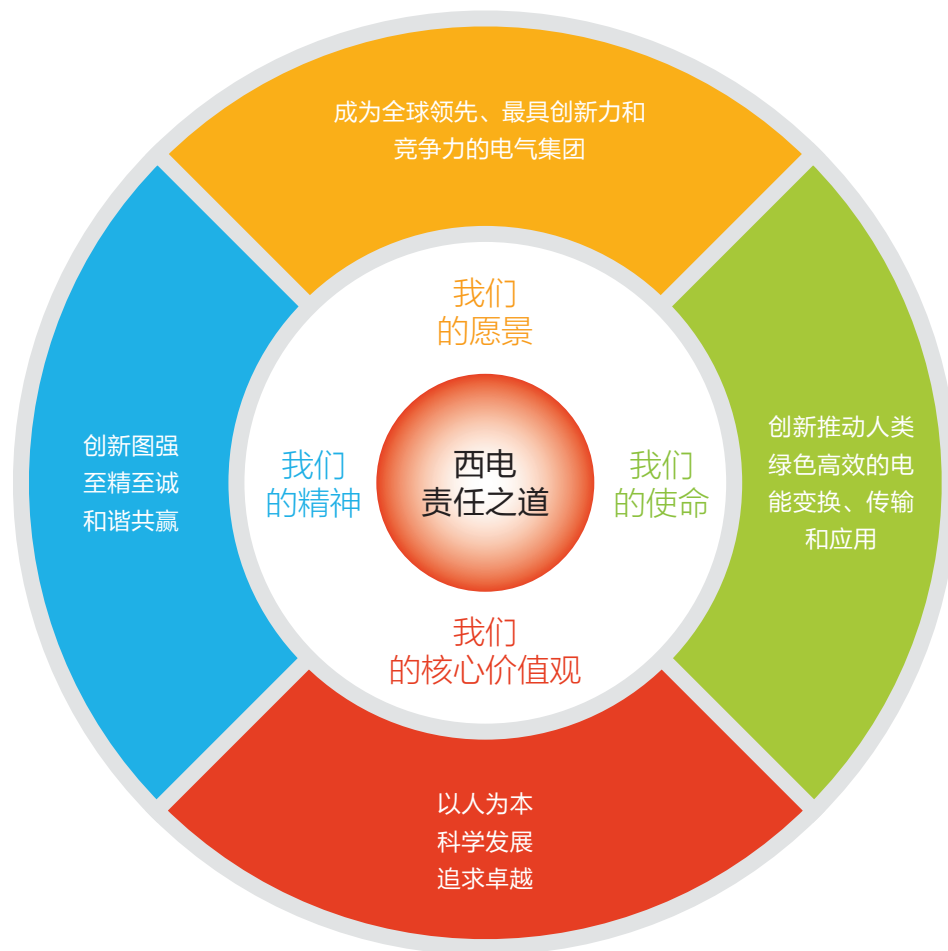 成为全球领先、最具创新力和
竞争力的电气集团
我们
的愿景
创新图强
至精至诚
和谐共赢
我们
的精神
西电
责任之道
我们
的使命
创新推动人类
绿色高效的电
能变换、传输
和应用
我们
的核心价值观
以人为本
科学发展
追求卓越